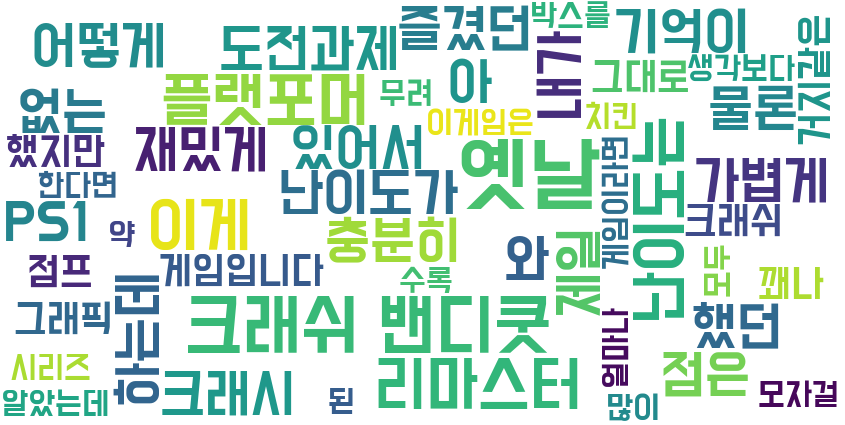 어떻게
도전과제
즐겼던
박스를
기억이
거지같은
없는
플랫포머
무려
아
내가
그대로
생각보다
물론
했지만
재밌게
있어서
이게임은
치킨
한다면
난이도가
옛날
난이도로
게임이라면
가볍게
PS1
약
이게
충분히
와
제일
크래쉬
모두
꽤나
점프
게임입니다
수록
그래픽
하는데
크래쉬 밴디쿳
얼마나
했던
시리즈
크래시
리마스터
점은
알았는데
된
많이
모자걸